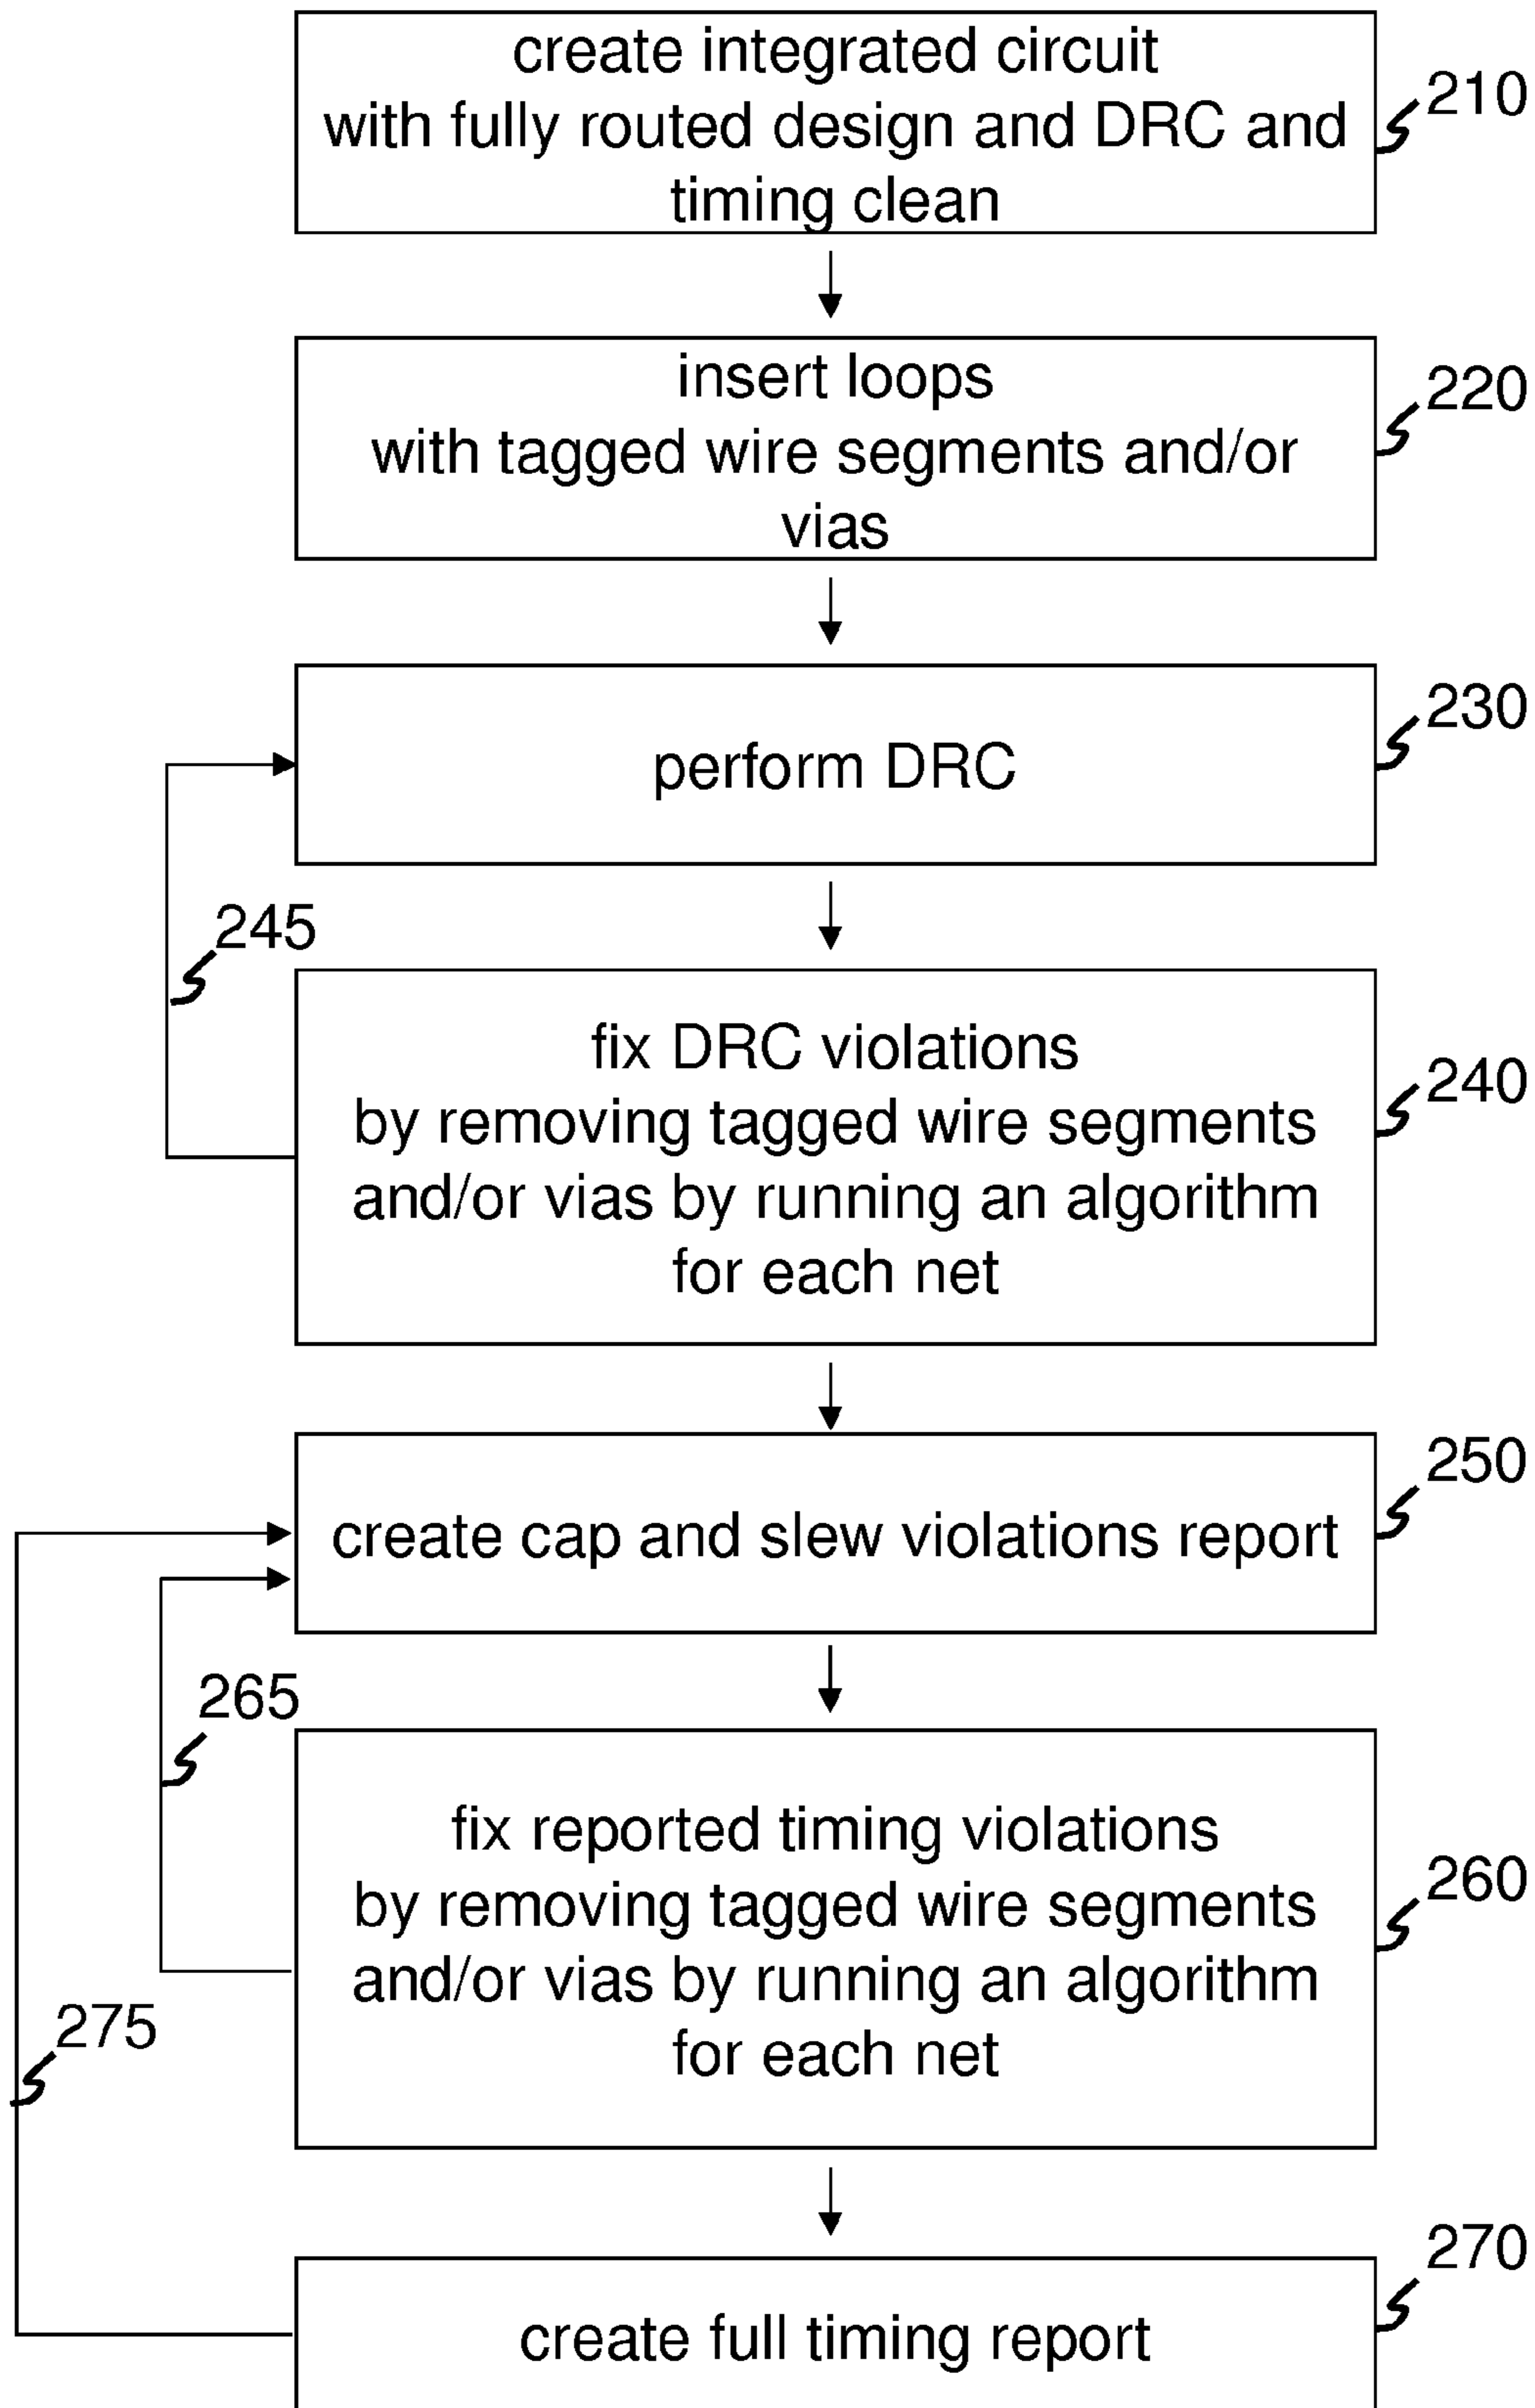 create integrated circuit
with fully routed design and DRC and
timing clean
210
insert loops
with tagged wire segments and/or
vias
220
perform DRC
230
245
fix DRC violations
by removing tagged wire segments
and/or vias by running an algorithm
for each net
240
create cap and slew violations report
250
265
fix reported timing violations
by removing tagged wire segments
and/or vias by running an algorithm
for each net
260
275
create full timing report
270